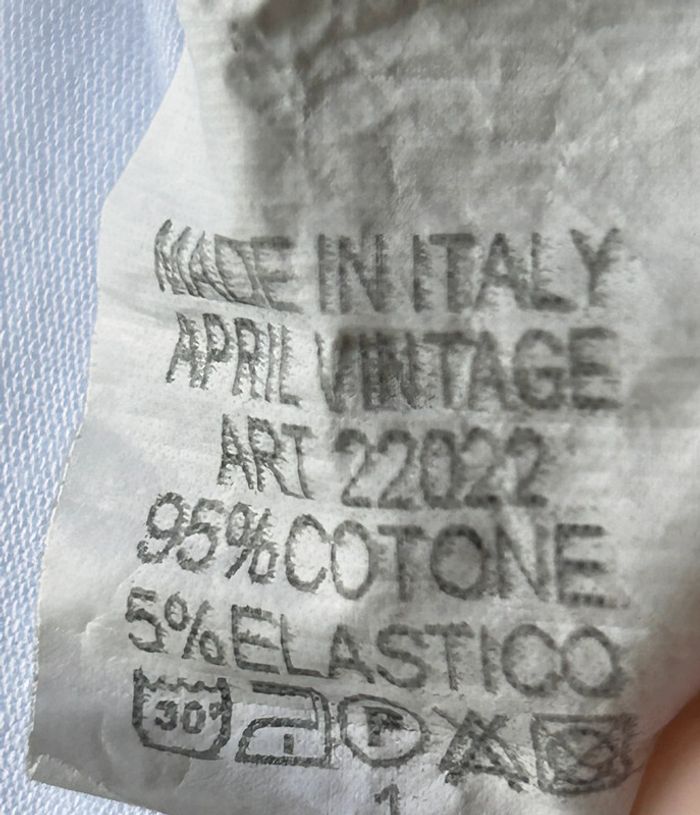 MADE IN ITALY
APRIL VINTAGE
ART 22022
95%COTONE
5%ELASTICO
30° P
1